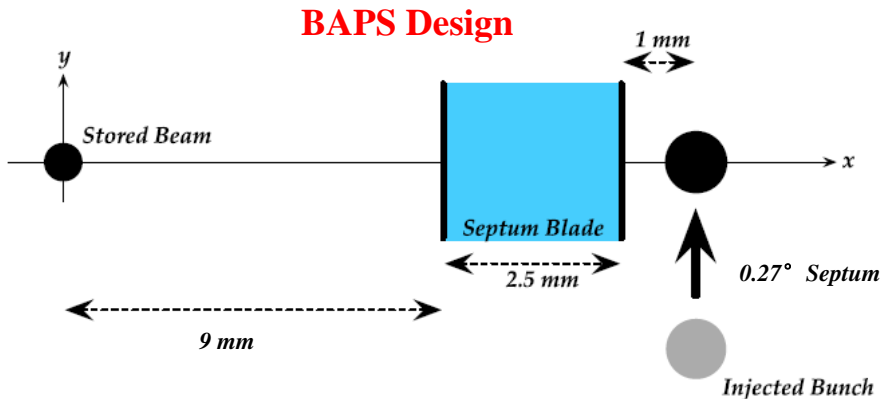 BAPS Design
1 mm
y
Stored Beam
x
Septum Blade
2.5 mm
0.27° Septum
9 mm
Injected Bunch